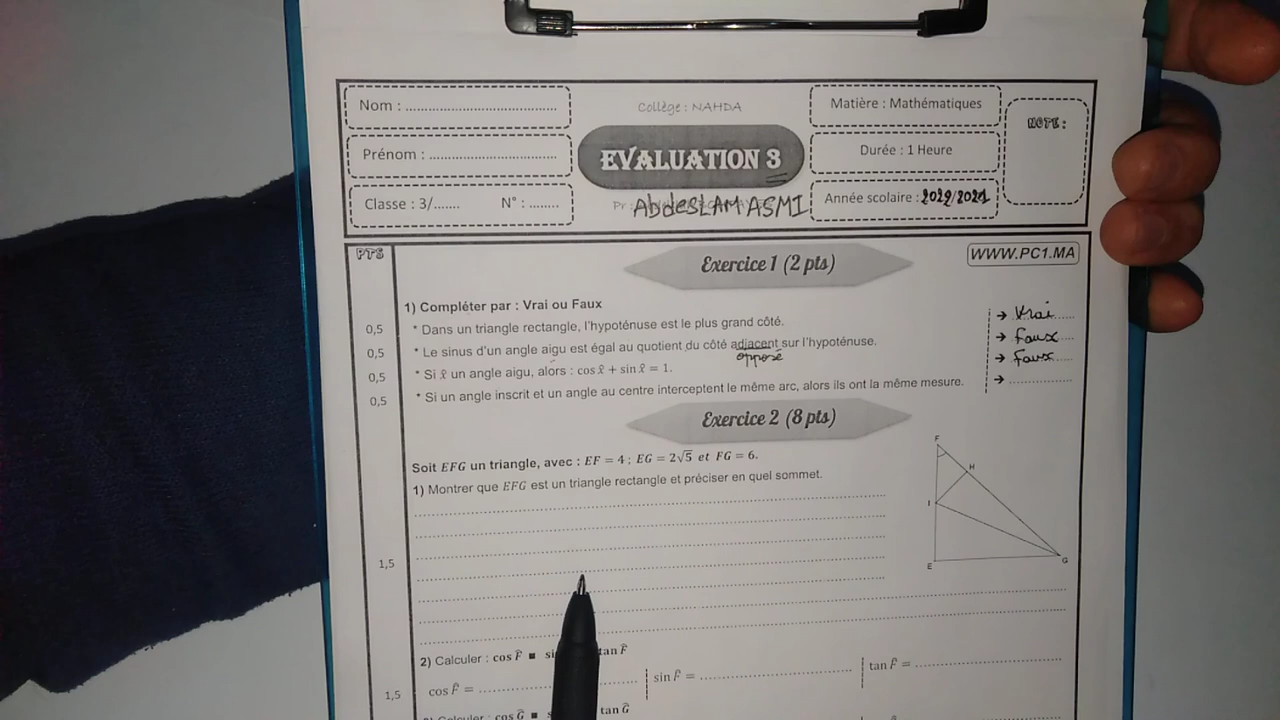 Nom : ........................................
Collège : NAHDA
Matière : Mathématiques
NOTE :
Prénom : ..................................
EVALUATION 3
Durée : 1 Heure
Classe : 3/....... N° : ........
AbdeSLAM ASMI
Année scolaire :
PTS
Exercice 1 (2 pts)
WWW.PC1.MA
1) Compléter par : Vrai ou Faux
0,5 * Dans un triangle rectangle, l'hypoténuse est le plus grand côté. → Vrai
0,5 * Le sinus d'un angle aigu est égal au quotient du côté adjacent sur l'hypoténuse. → faux
opposé
0,5 * Si x̂ un angle aigu, alors : cos x̂ + sin x̂ = 1. → faux
0,5 * Si un angle inscrit et un angle au centre interceptent le même arc, alors ils ont la même mesure. → ................
Exercice 2 (8 pts)
Soit EFG un triangle, avec : EF = 4 ; EG = 2√5 et FG = 6.
1) Montrer que EFG est un triangle rectangle et préciser en quel sommet.
F
H
I
E
G
1,5
2) Calculer : cos F̂ ■ si tan F̂
1,5 cos F̂ = ........................ sin F̂ = ........................ tan F̂ = ........................
Calculer : cos Ĝ ■ tan Ĝ